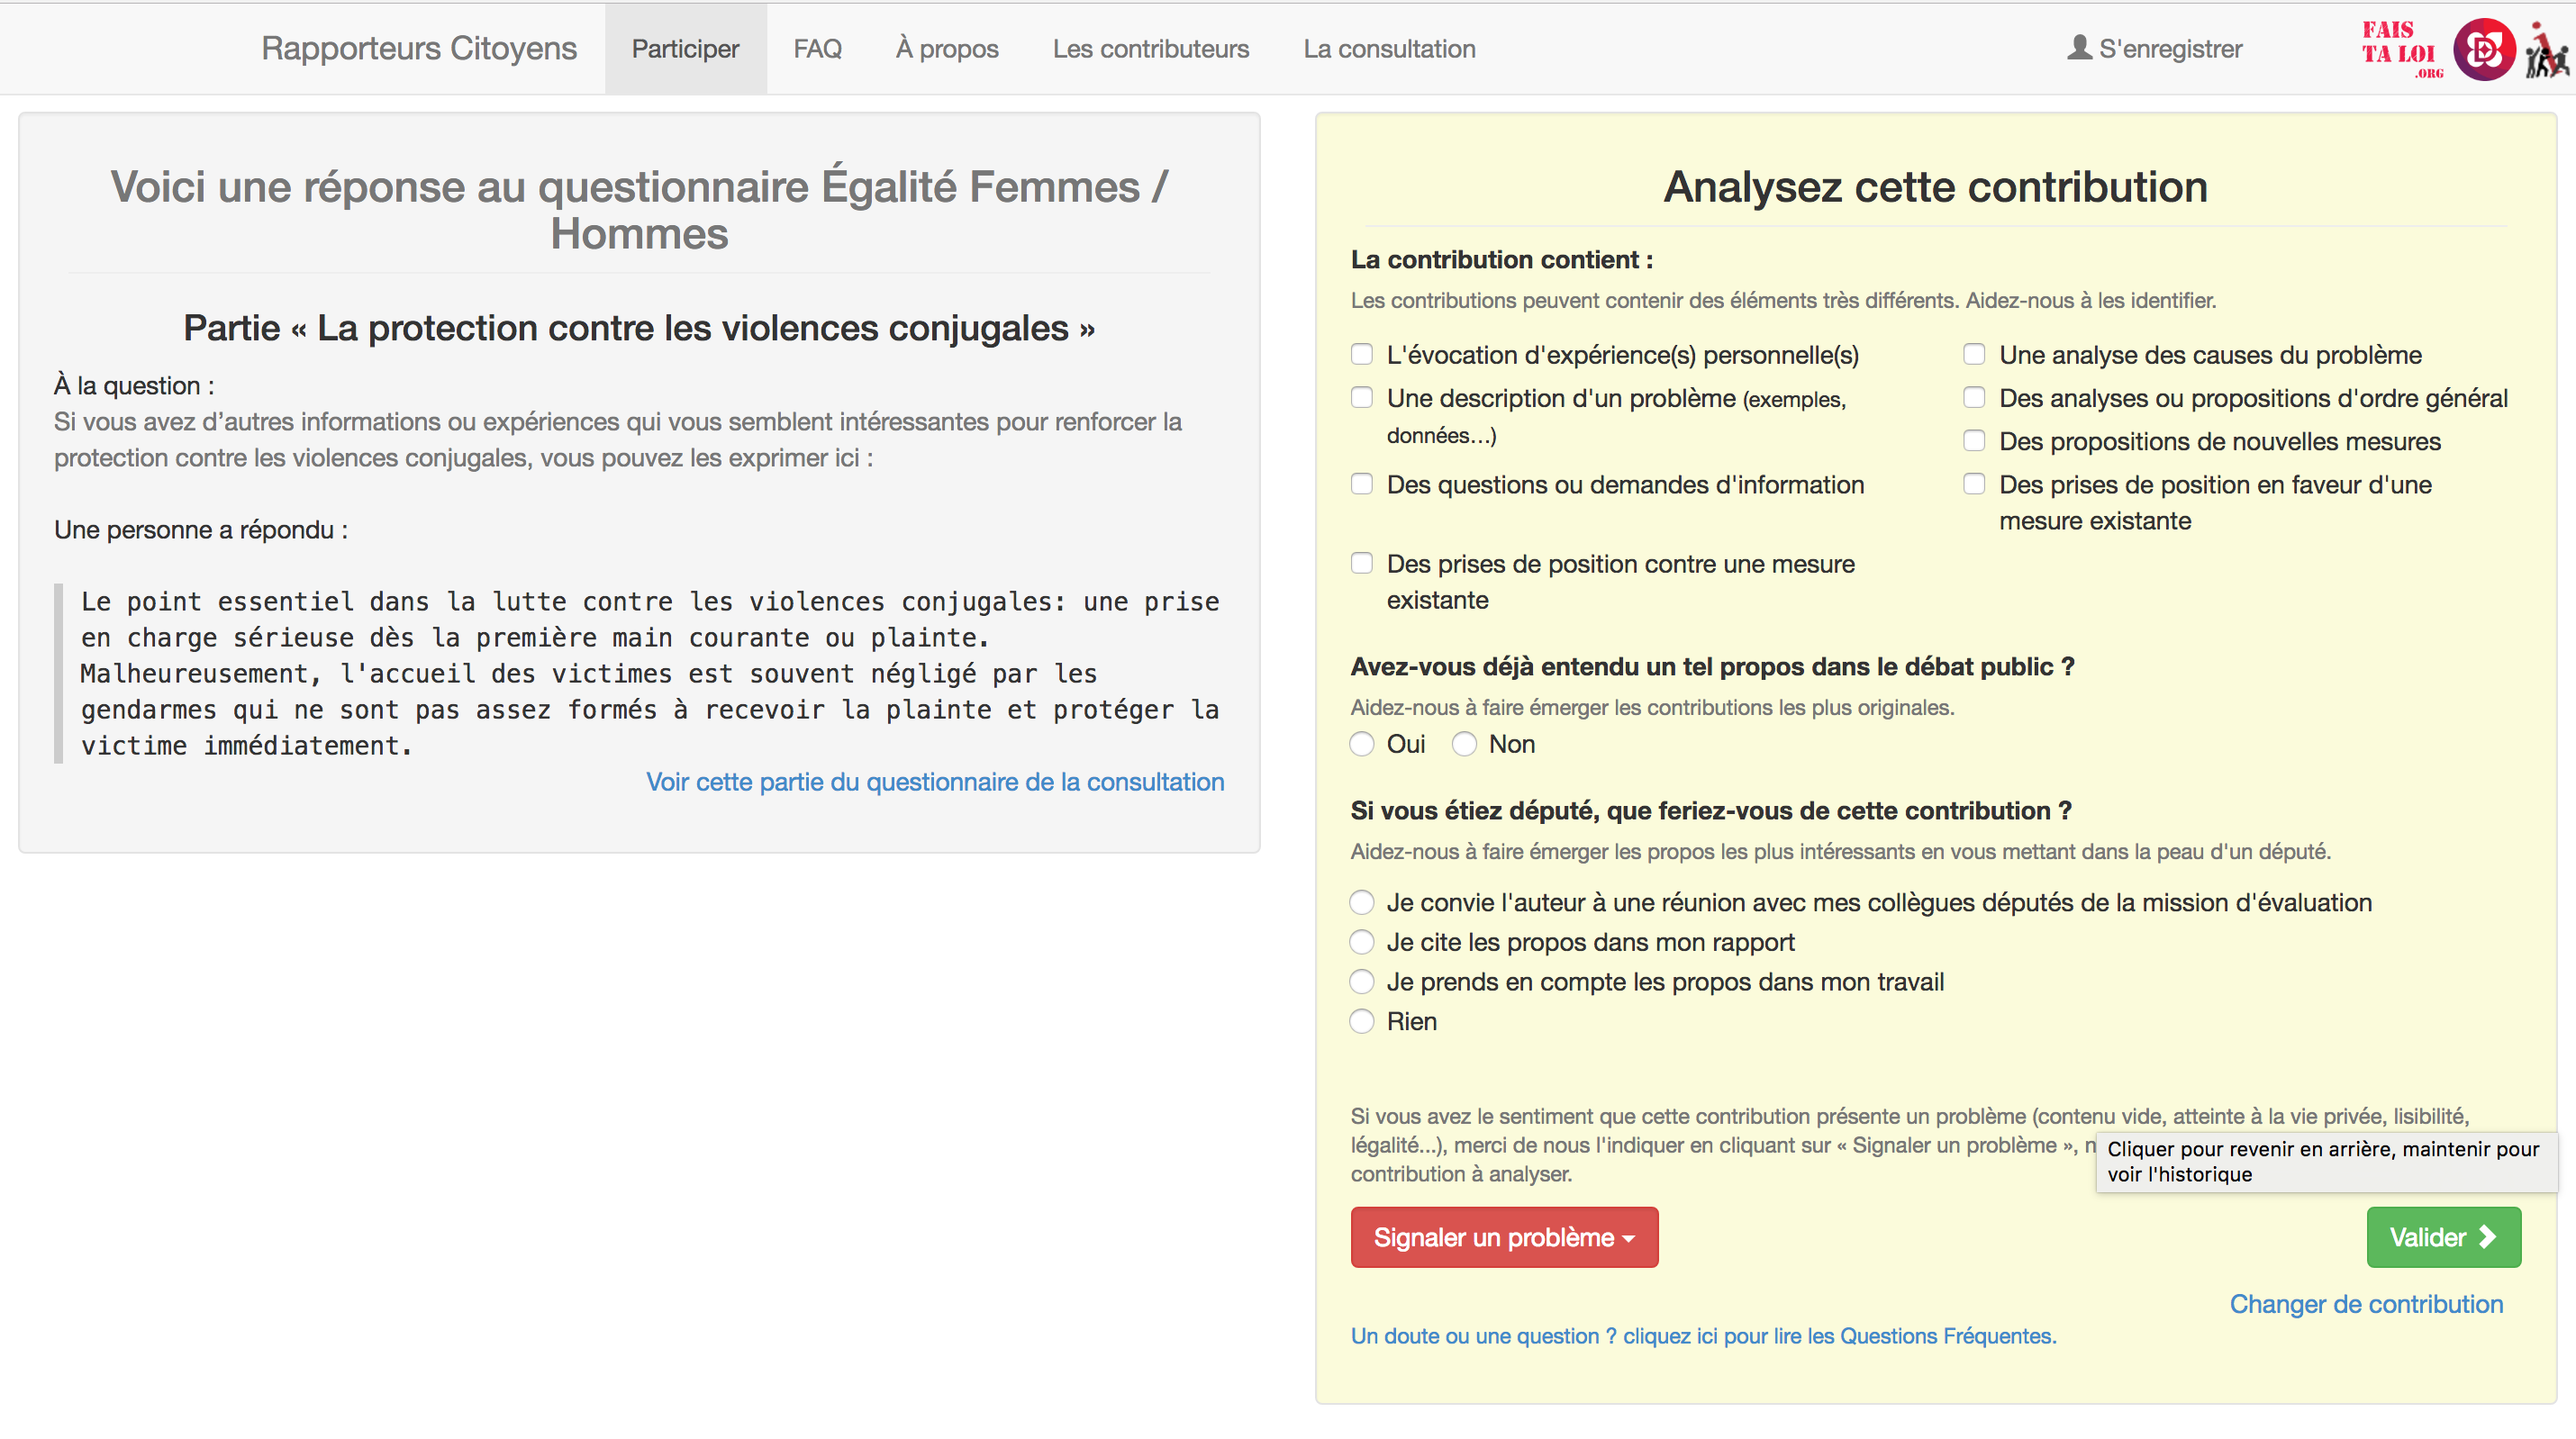 Rapporteurs Citoyens
Participer
FAQ
À propos
Les contributeurs
La consultation
S'enregistrer
FAIS
TA LOI
.ORG
Voici une réponse au questionnaire Égalité Femmes /
Hommes
Partie « La protection contre les violences conjugales »
À la question :
Si vous avez d’autres informations ou expériences qui vous semblent intéressantes pour renforcer la
protection contre les violences conjugales, vous pouvez les exprimer ici :
Une personne a répondu :
Le point essentiel dans la lutte contre les violences conjugales: une prise
en charge sérieuse dès la première main courante ou plainte.
Malheureusement, l'accueil des victimes est souvent négligé par les
gendarmes qui ne sont pas assez formés à recevoir la plainte et protéger la
victime immédiatement.
Voir cette partie du questionnaire de la consultation
Analysez cette contribution
La contribution contient :
Les contributions peuvent contenir des éléments très différents. Aidez-nous à les identifier.
L'évocation d'expérience(s) personnelle(s)
Une description d'un problème (exemples,
données...)
Des questions ou demandes d'information
Des prises de position contre une mesure
existante
Une analyse des causes du problème
Des analyses ou propositions d'ordre général
Des propositions de nouvelles mesures
Des prises de position en faveur d'une
mesure existante
Avez-vous déjà entendu un tel propos dans le débat public ?
Aidez-nous à faire émerger les contributions les plus originales.
Oui Non
Si vous étiez député, que feriez-vous de cette contribution ?
Aidez-nous à faire émerger les propos les plus intéressants en vous mettant dans la peau d'un député.
Je convie l'auteur à une réunion avec mes collègues députés de la mission d'évaluation
Je cite les propos dans mon rapport
Je prends en compte les propos dans mon travail
Rien
Si vous avez le sentiment que cette contribution présente un problème (contenu vide, atteinte à la vie privée, lisibilité,
légalité...), merci de nous l'indiquer en cliquant sur « Signaler un problème »,
contribution à analyser.
Cliquer pour revenir en arrière, maintenir pour
voir l'historique
Signaler un problème
Valider
Changer de contribution
Un doute ou une question ? cliquez ici pour lire les Questions Fréquentes.